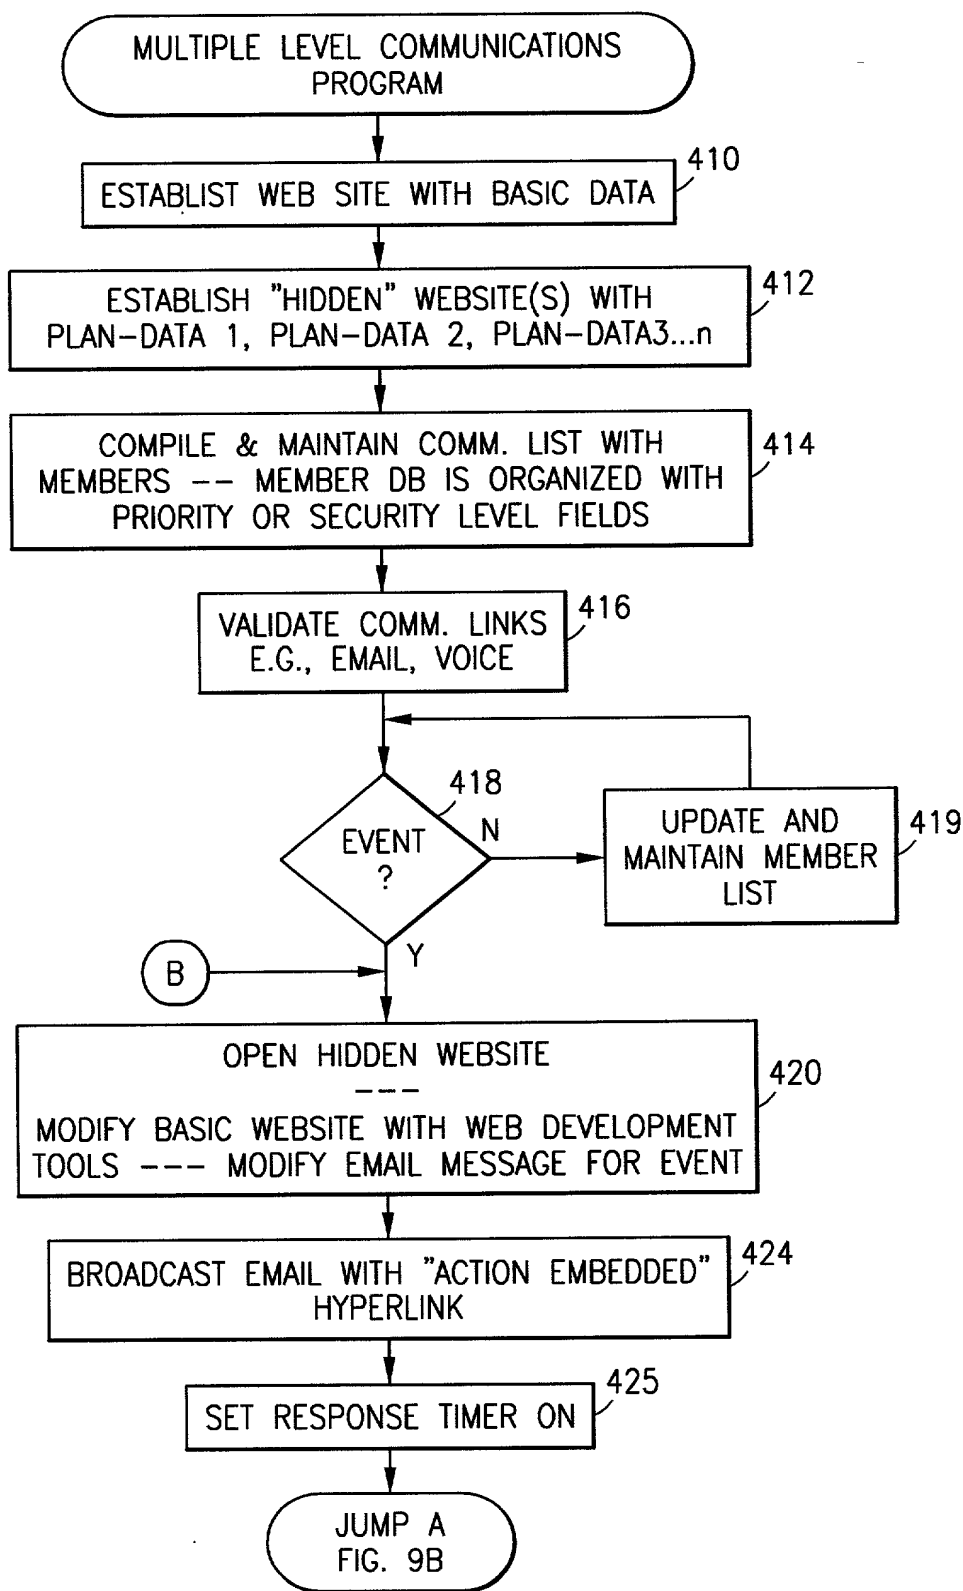 MULTIPLE LEVEL COMMUNICATIONS
PROGRAM
410
ESTABLIST WEB SITE WITH BASIC DATA
412
ESTABLISH "HIDDEN" WEBSITE(S) WITH
PLAN-DATA 1, PLAN-DATA 2, PLAN-DATA3...n
414
COMPILE & MAINTAIN COMM. LIST WITH
MEMBERS -- MEMBER DB IS ORGANIZED WITH
PRIORITY OR SECURITY LEVEL FIELDS
416
VALIDATE COMM. LINKS
E.G., EMAIL, VOICE
418
EVENT
?
N
419
UPDATE AND
MAINTAIN MEMBER
LIST
Y
B
420
OPEN HIDDEN WEBSITE
---
MODIFY BASIC WEBSITE WITH WEB DEVELOPMENT
TOOLS --- MODIFY EMAIL MESSAGE FOR EVENT
424
BROADCAST EMAIL WITH "ACTION EMBEDDED"
HYPERLINK
425
SET RESPONSE TIMER ON
JUMP A
FIG. 9B